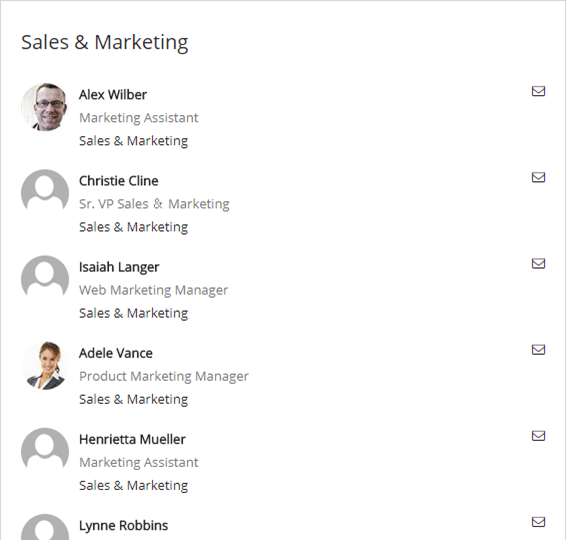 Sales & Marketing
Alex Wilber
Marketing Assistant
Sales & Marketing
Christie Cline
Sr. VP Sales & Marketing
Sales & Marketing
Isaiah Langer
Web Marketing Manager
Sales & Marketing
Adele Vance
Product Marketing Manager
Sales & Marketing
Henrietta Mueller
Marketing Assistant
Sales & Marketing
Lynne Robbins